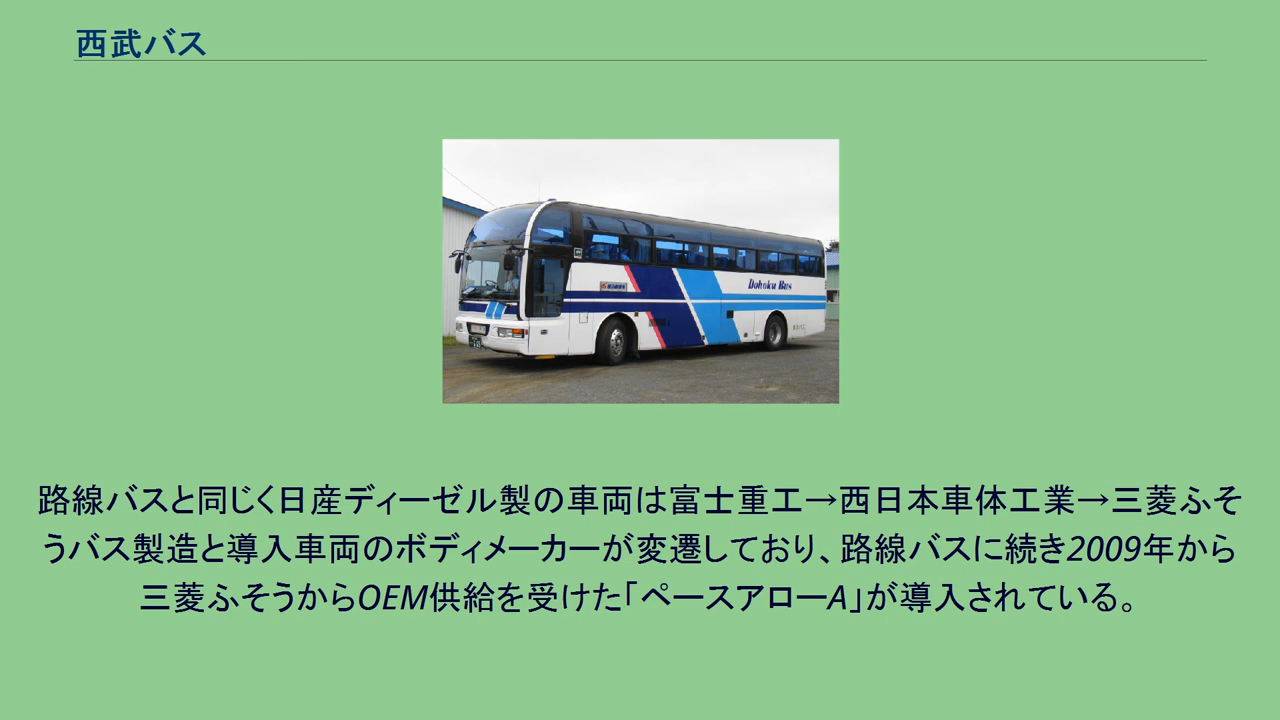 西武バス
Dohoku Bus
路線バスと同じく日産ディーゼル製の車両は富士重工→西日本車体工業→三菱ふそ
うバス製造と導入車両のボディメーカーが変遷しており、路線バスに続き2009年から
三菱ふそうからOEM供給を受けた「ペースアローA」が導入されている。